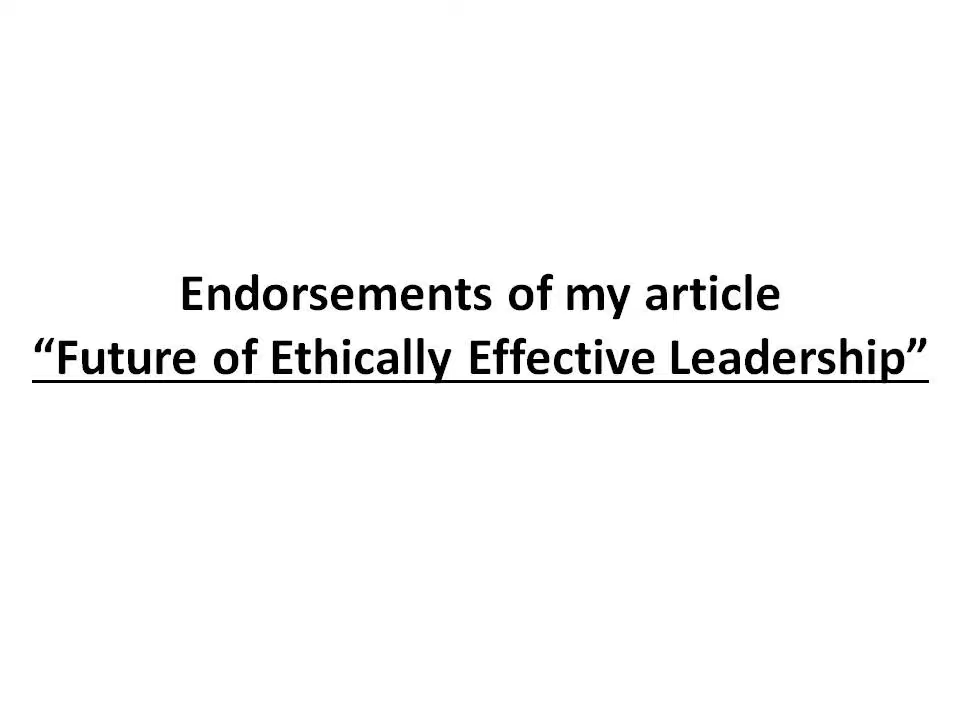 Endorsements of my article
“Future of Ethically Effective Leadership”